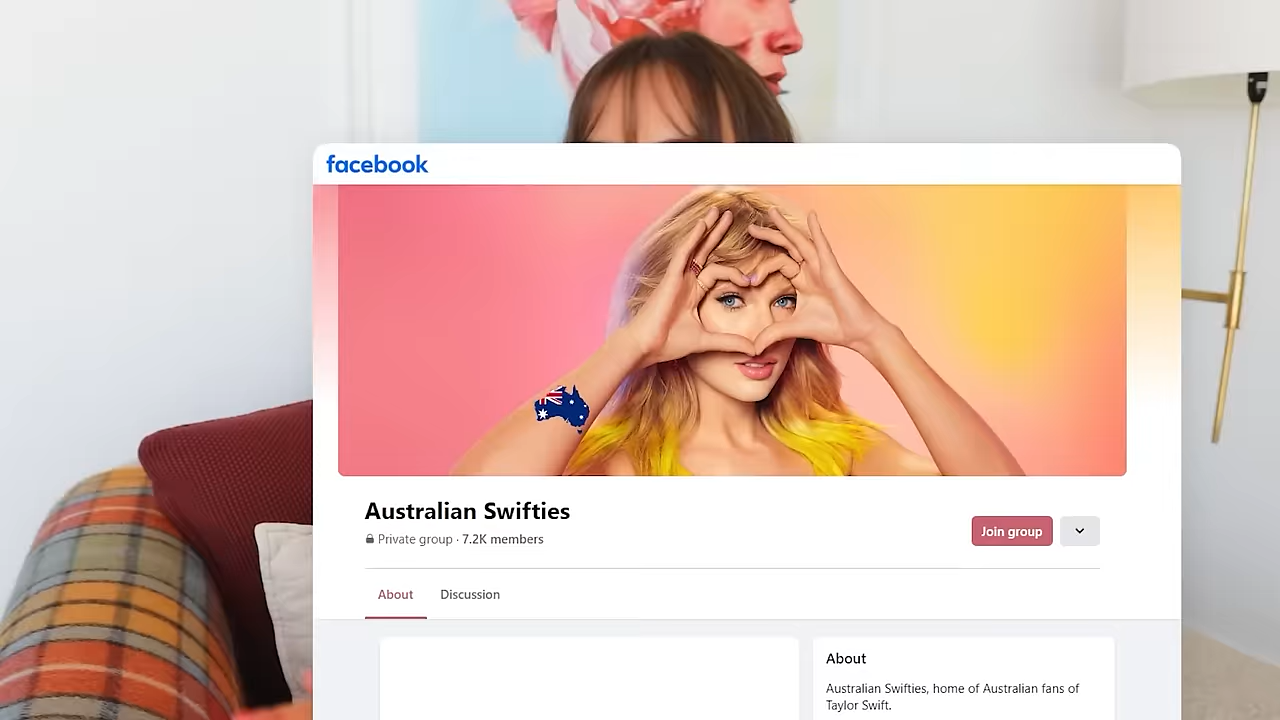 facebook
Australian Swifties
Private group · 7.2K members
Join group
About
Discussion
About
Australian Swifties, home of Australian fans of
Taylor Swift.